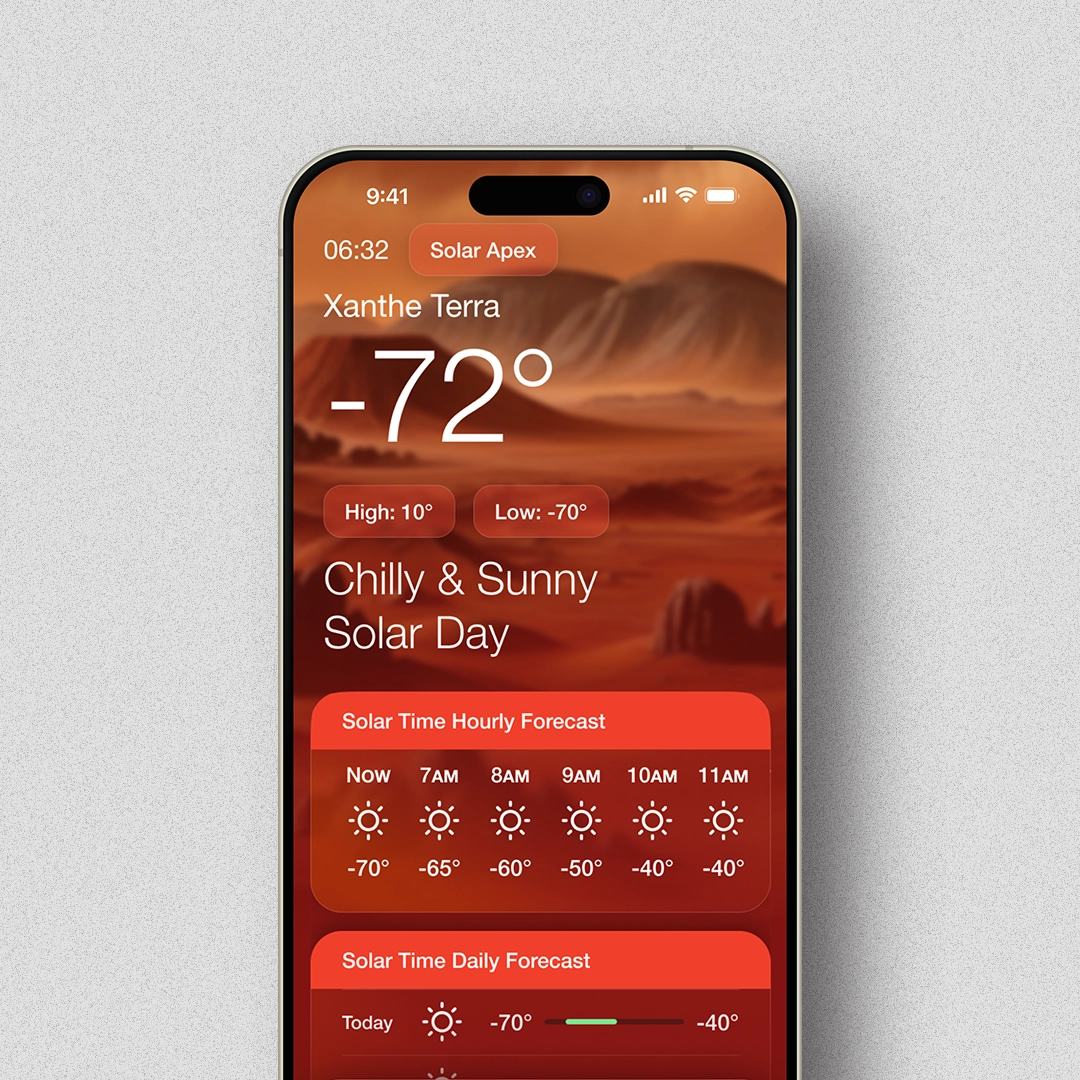 9:41
06:32 Solar Apex
Xanthe Terra
-72°
High: 10° Low: -70°
Chilly & Sunny
Solar Day
Solar Time Hourly Forecast
Now 7AM 8AM 9AM 10AM 11AM
-70° -65° -60° -50° -40° -40°
Solar Time Daily Forecast
Today -70° -40°